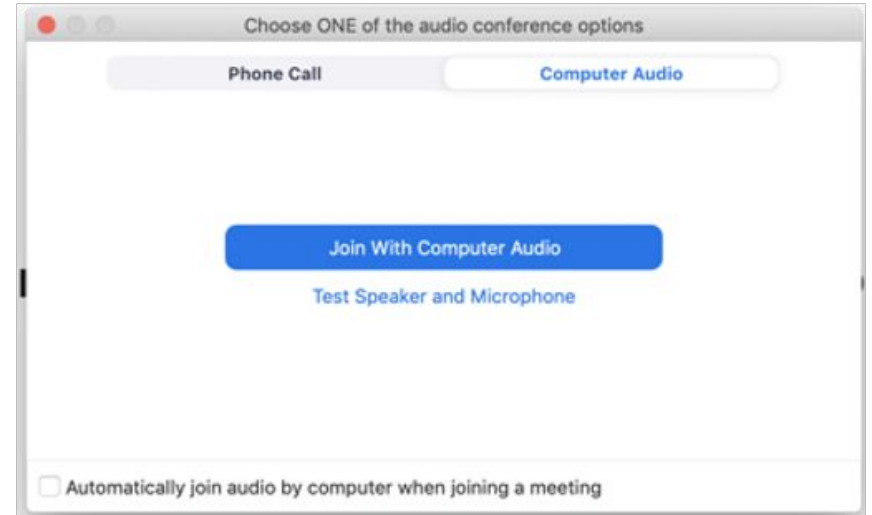 Choose ONE of the audio conference options
Phone Call
Computer Audio
Join With Computer Audio
Test Speaker and Microphone
Automatically join audio by computer when joining a meeting